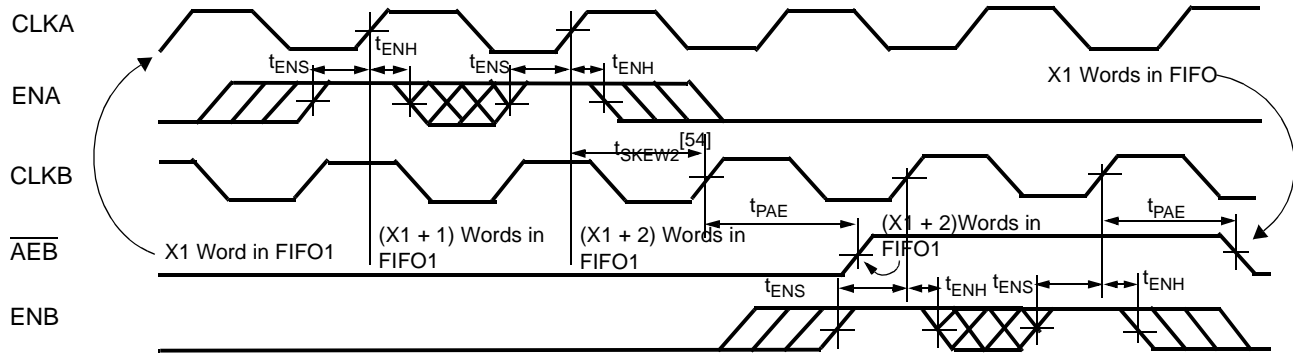 CLKA
tENS
tENH
tENS
tENH
X1 Words in FIFO
ENA
tSKEW2[54]
CLKB
tPAE
tPAE
AEB
X1 Word in FIFO1
(X1 + 1) Words in
FIFO1
(X1 + 2) Words in
FIFO1
(X1 + 2)Words in
FIFO1
tENS
tENH
tENS
tENH
ENB